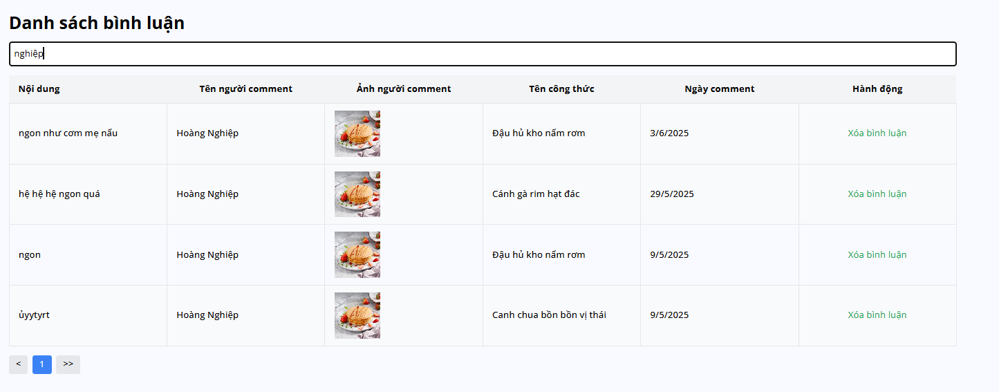 Danh sách bình luận
nghiệp
Nội dung Tên người comment Ảnh người comment Tên công thức Ngày comment Hành động
ngon như cơm mẹ nấu Hoàng Nghiệp Đậu hủ kho nấm rơm 3/6/2025 Xóa bình luận
hệ hệ hệ ngon quá Hoàng Nghiệp Cánh gà rim hạt đác 29/5/2025 Xóa bình luận
ngon Hoàng Nghiệp Đậu hủ kho nấm rơm 9/5/2025 Xóa bình luận
ủyytyrt Hoàng Nghiệp Canh chua bồn bồn vị thái 9/5/2025 Xóa bình luận
< 1 >>